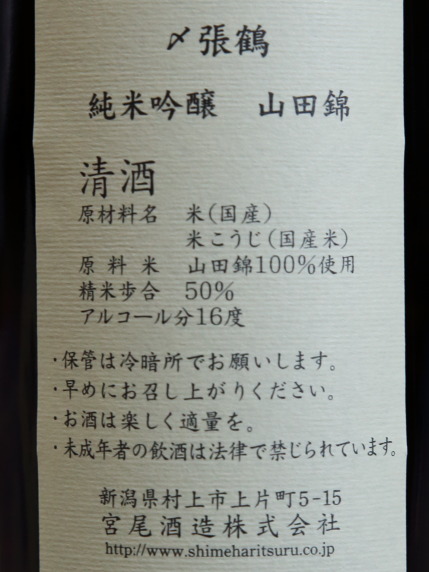 〆張鶴
純米吟醸　山田錦
清酒
原材料名　米(国産)
米こうじ(国産米)
原料米　山田錦100%使用
精米歩合　50%
アルコール分16度
・保管は冷暗所でお願いします。
・早めにお召し上がりください。
・お酒は楽しく適量を。
・未成年者の飲酒は法律で禁じられています。
新潟県村上市上片町5-15
宮尾酒造株式会社
http://www.shimeharitsuru.co.jp